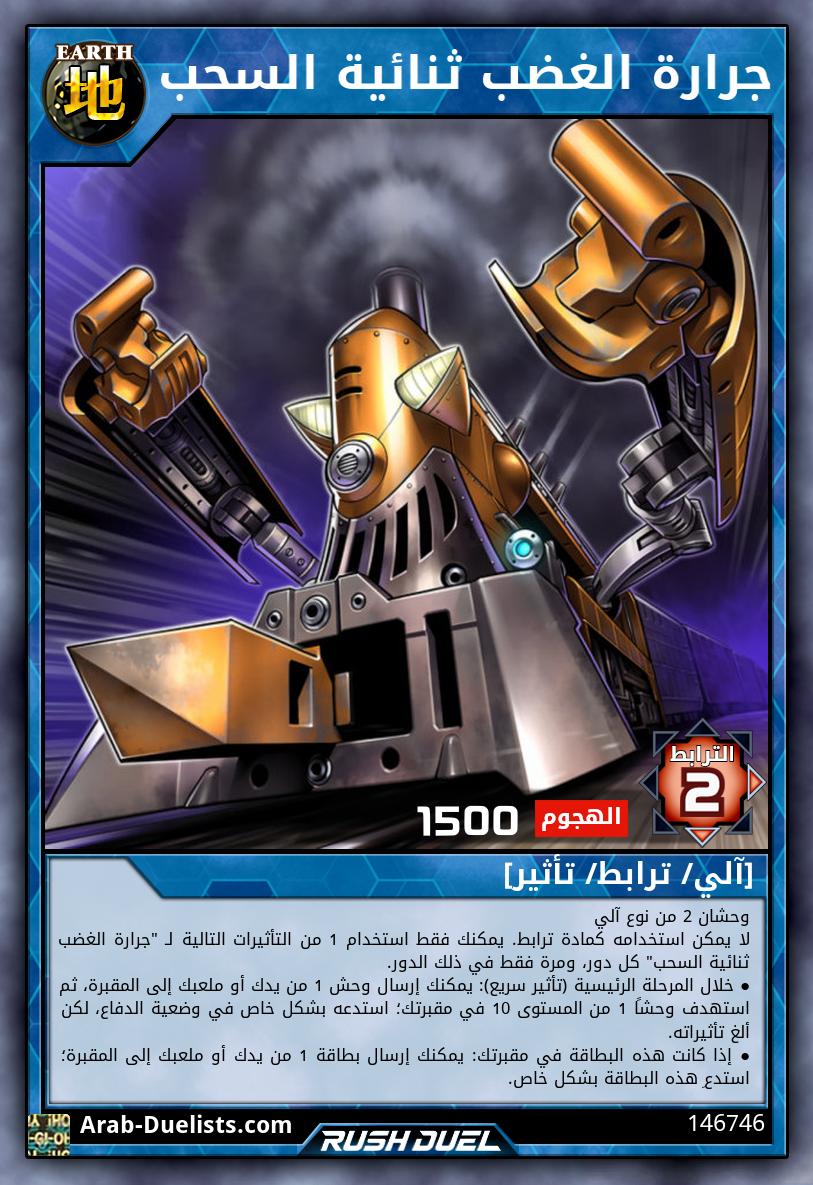 EARTH
地
جرارة الغضب ثنائية السحب
الترابط
2
الهجوم 1500
[آلي/ ترابط/ تأثير]
وحشان 2 من نوع آلي
لا يمكن استخدامه كمادة ترابط. يمكنك فقط استخدام 1 من التأثيرات التالية لـ "جرارة الغضب
ثنائية السحب" كل دور، ومرة فقط في ذلك الدور.
● خلال المرحلة الرئيسية (تأثير سريع): يمكنك إرسال وحش 1 من يدك أو ملعبك إلى المقبرة، ثم
استهدف وحشاً 1 من المستوى 10 في مقبرتك؛ استدعه بشكل خاص في وضعية الدفاع، لكن
ألغ تأثيراته.
● إذا كانت هذه البطاقة في مقبرتك: يمكنك إرسال بطاقة 1 من يدك أو ملعبك إلى المقبرة؛
استدعِ هذه البطاقة بشكل خاص.
Arab-Duelists.com
RUSH DUEL
146746